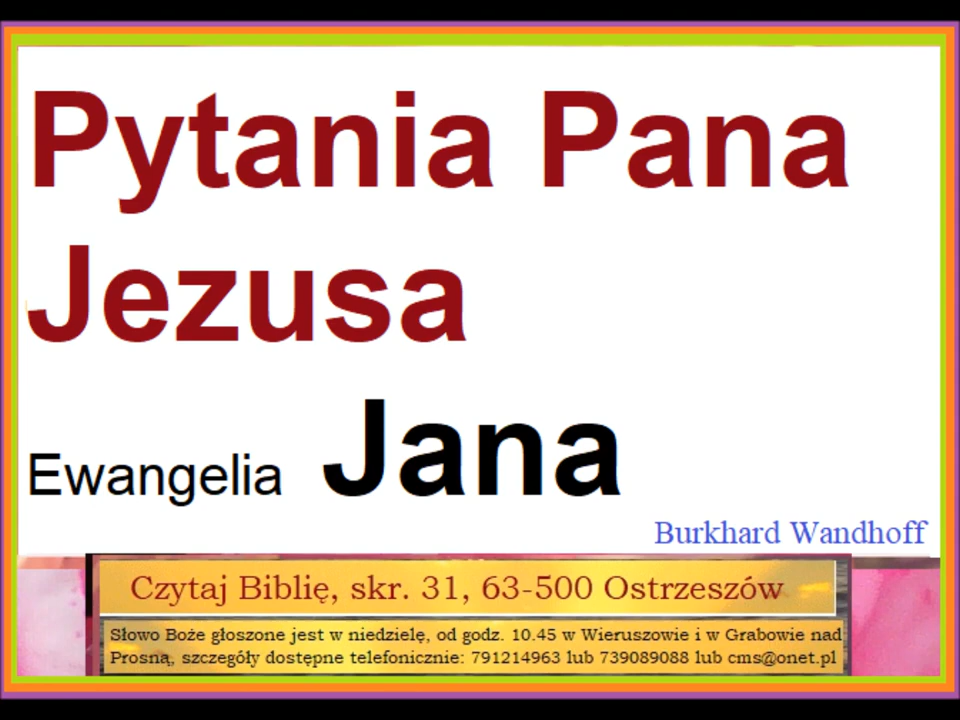 Pytania Pana
Jezusa
Ewangelia Jana
Burkhard Wandhoff
Czytaj Biblię, skr. 31, 63-500 Ostrzeszów
Słowo Boże głoszone jest w niedzielę, od godz. 10.45 w Wieruszowie i w Grabowie nad
Prosną, szczegóły dostępne telefonicznie: 791214963 lub 739089088 lub cms@onet.pl